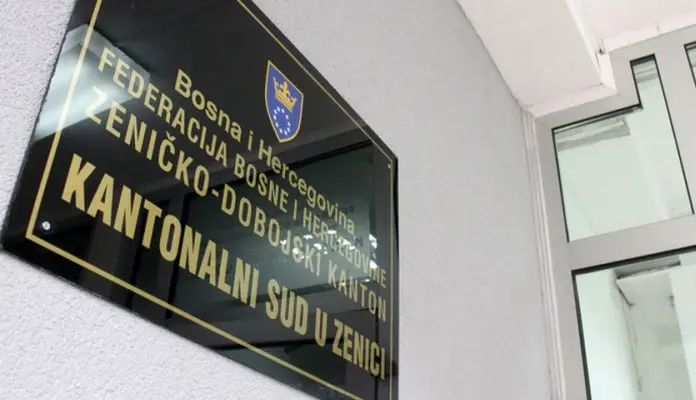 Bosna i Hercegovina
FEDERACIJA BOSNE I HERCEGOVINE
ZENIČKO-DOBOJSKI KANTON
KANTONALNI SUD U ZENICI